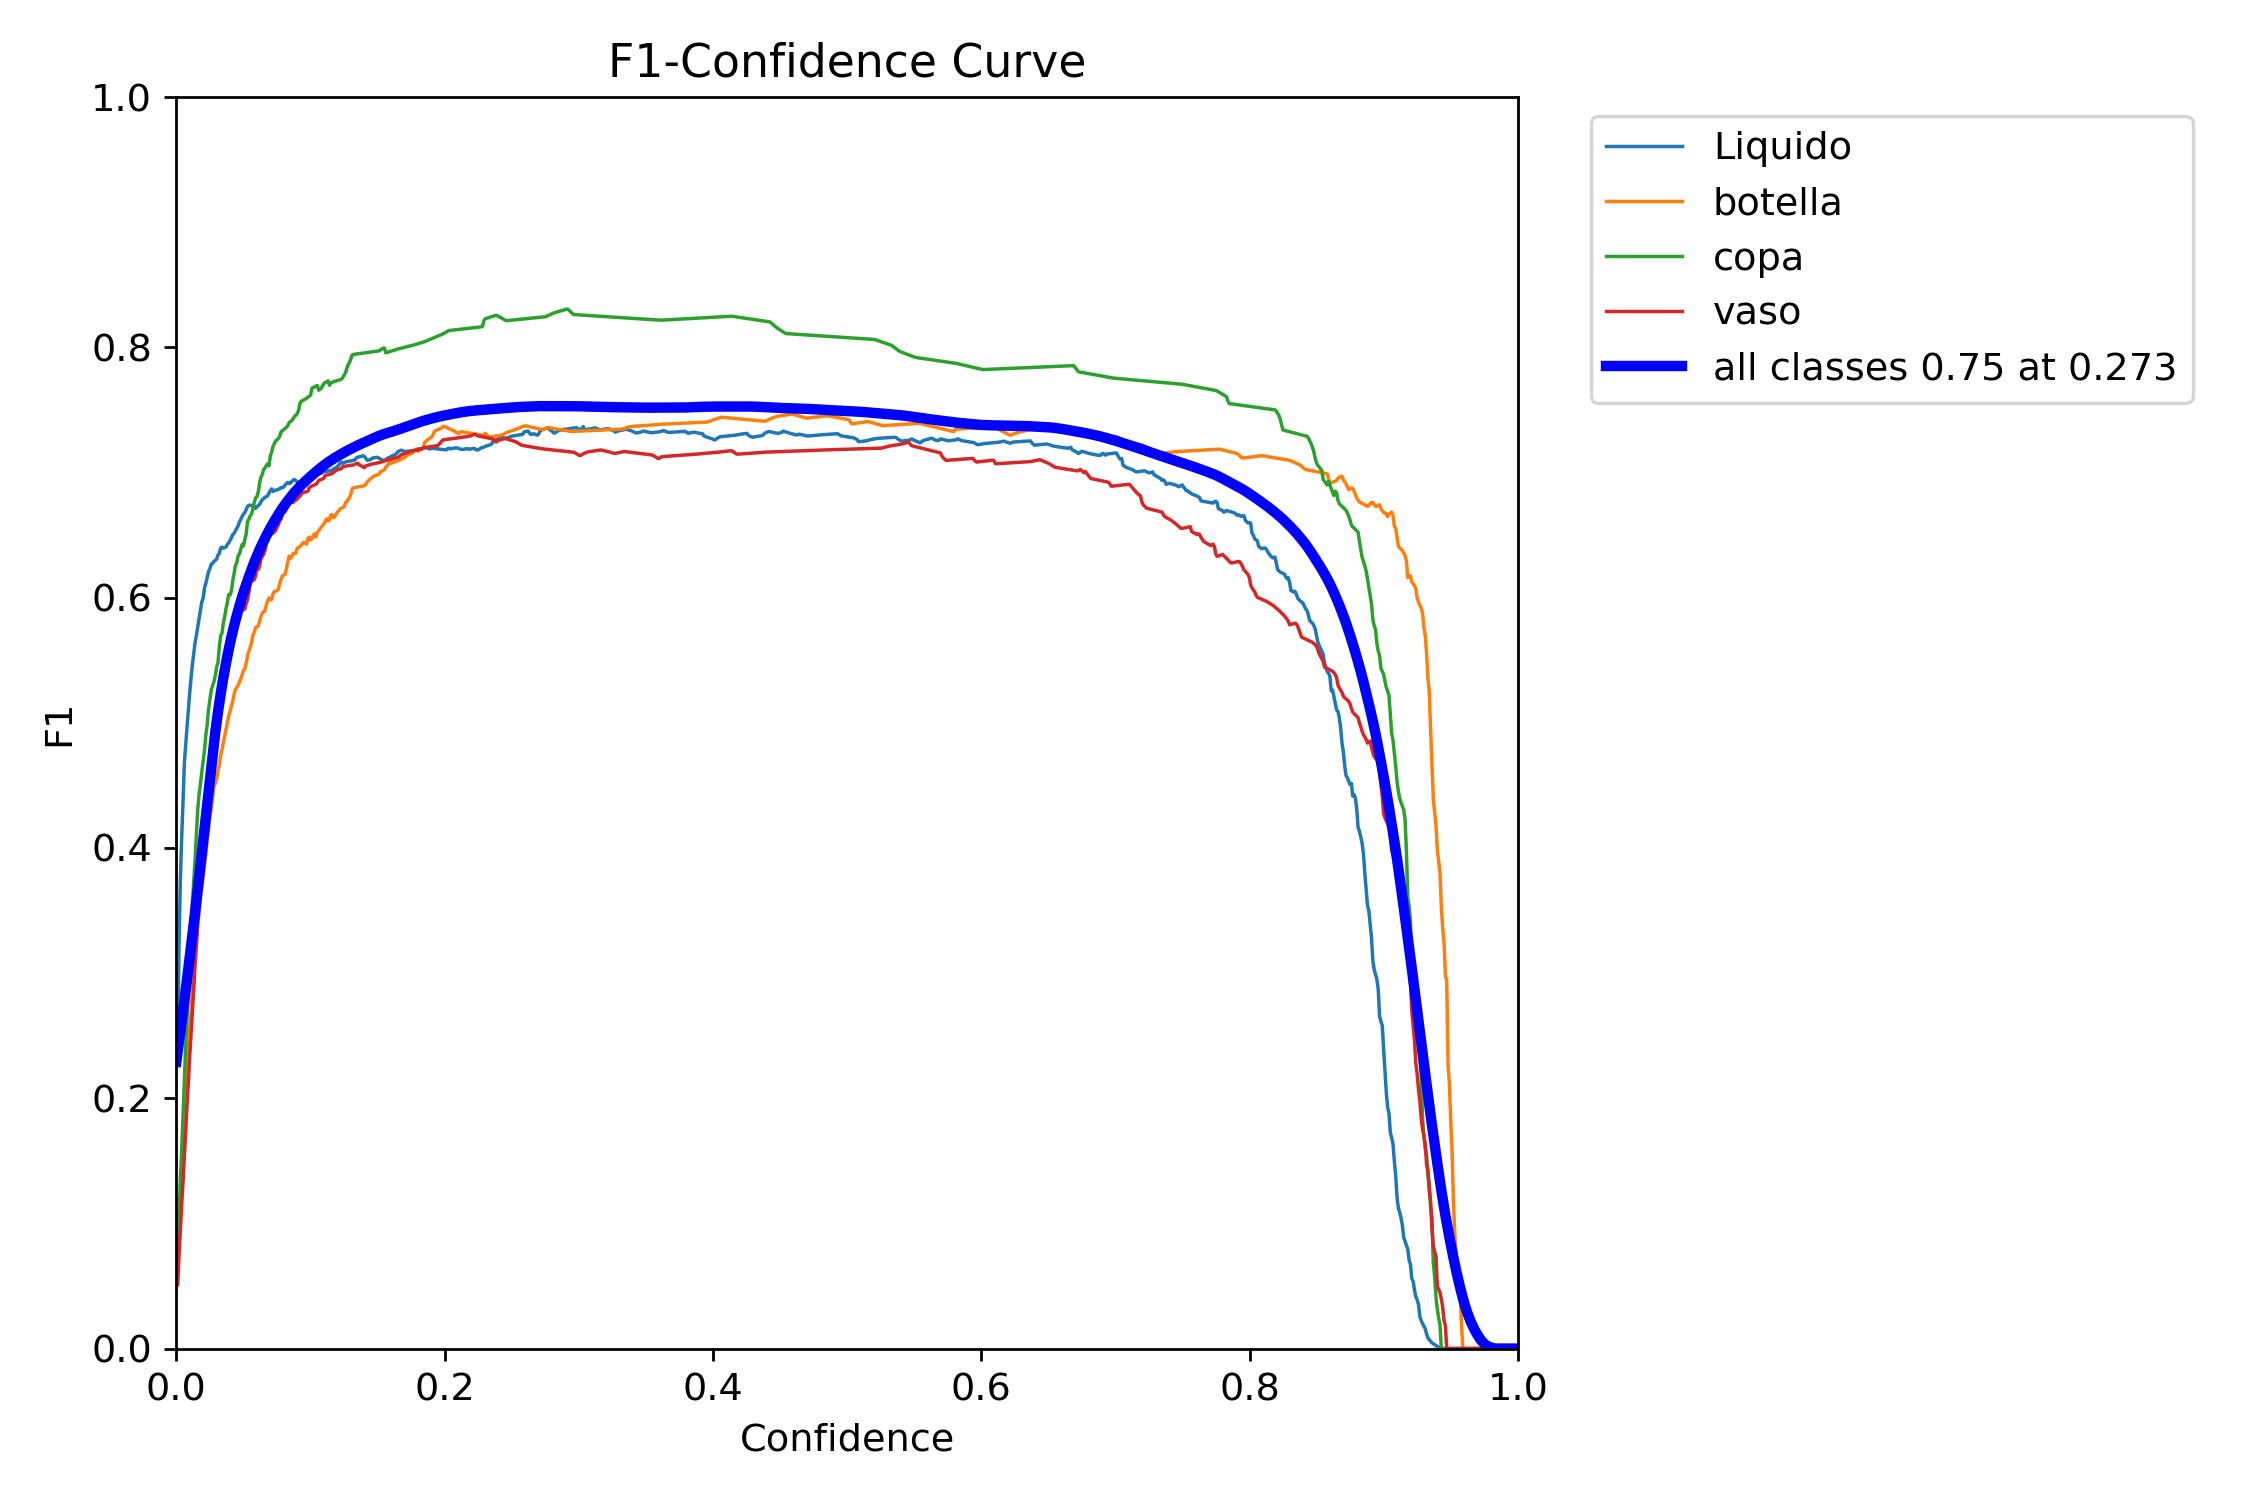 F1-Confidence Curve
1.0
0.8
0.6
0.4
0.2
0.0
F1
0.0 0.2 0.4 0.6 0.8 1.0
Confidence
Liquido
botella
copa
vaso
all classes 0.75 at 0.273